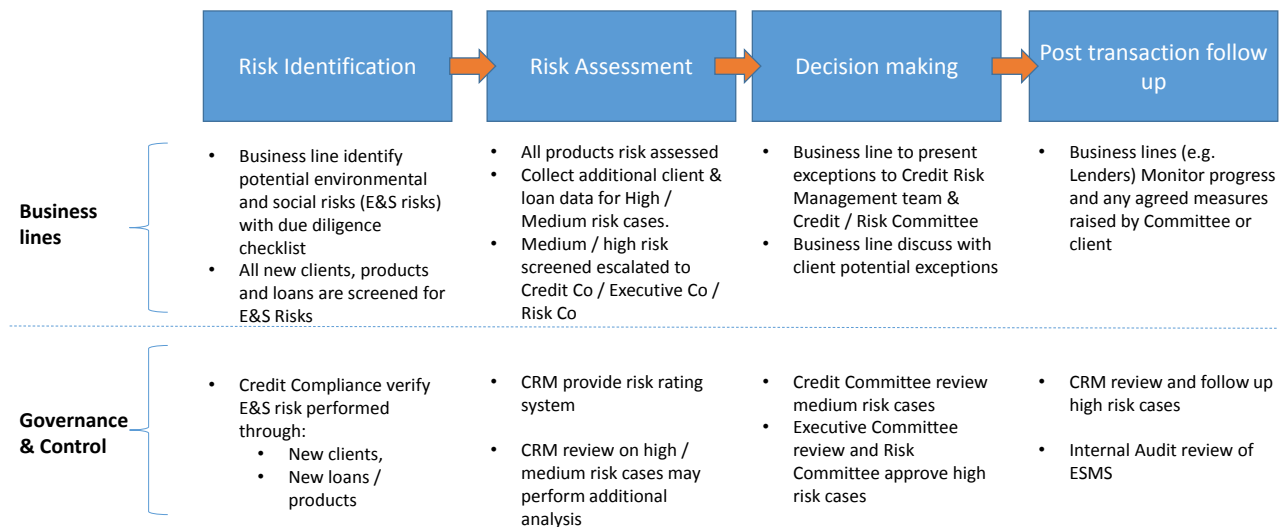 Risk Identification
Risk Assessment
Decision making
Post transaction follow
up
Business
lines
• Business line identify
potential environmental
and social risks (E&S risks)
with due diligence
checklist
• All new clients, products
and loans are screened for
E&S Risks
• All products risk assessed
• Collect additional client &
loan data for High /
Medium risk cases.
• Medium / high risk
screened escalated to
Credit Co / Executive Co /
Risk Co
• Business line to present
exceptions to Credit Risk
Management team &
Credit / Risk Committee
• Business line discuss with
client potential exceptions
• Business lines (e.g.
Lenders) Monitor progress
and any agreed measures
raised by Committee or
client
Governance
& Control
• Credit Compliance verify
E&S risk performed
through:
• New clients,
• New loans /
products
• CRM provide risk rating
system
• CRM review on high /
medium risk cases may
perform additional
analysis
• Credit Committee review
medium risk cases
• Executive Committee
review and Risk
Committee approve high
risk cases
• CRM review and follow up
high risk cases
• Internal Audit review of
ESMS